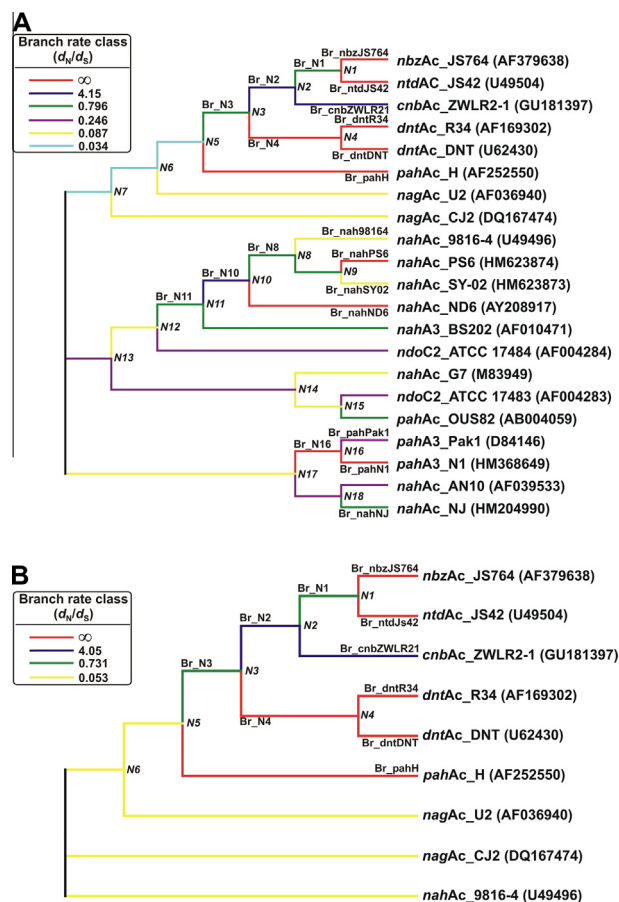 A
Branch rate class
(dN/dS)
∞
4.15
0.796
0.246
0.087
0.034
Br_nbzJS764
nbzAc_JS764 (AF379638)
Br_N1
N1
ntdAC_JS42 (U49504)
Br_ntdJS42
Br_N2
N2
cnbAc_ZWLR2-1 (GU181397)
Br_cnbZWLR21
Br_N3
N3
Br_dntR34
dntAc_R34 (AF169302)
N4
Br_N4
dntAc_DNT (U62430)
Br_dntDNT
N5
pahAc_H (AF252550)
Br_pahH
N6
nagAc_U2 (AF036940)
N7
nagAc_CJ2 (DQ167474)
Br_nah98164
nahAc_9816-4 (U49496)
Br_N8
N8
Br_nahPS6
nahAc_PS6 (HM623874)
N9
Br_N10
N10
nahAc_SY-02 (HM623873)
Br_nahSY02
Br_N11
N11
nahAc_ND6 (AY208917)
Br_nahND6
N12
nahA3_BS202 (AF010471)
ndoC2_ATCC 17484 (AF004284)
N13
nahAc_G7 (M83949)
N14
ndoC2_ATCC 17483 (AF004283)
N15
pahAc_OUS82 (AB004059)
Br_pahPak1
pahA3_Pak1 (D84146)
Br_N16
N16
pahA3_N1 (HM368649)
Br_pahN1
N17
nahAc_AN10 (AF039533)
N18
nahAc_NJ (HM204990)
Br_nahNJ
B
Branch rate class
(dN/dS)
∞
4.05
0.731
0.053
Br_nbzJS764
nbzAc_JS764 (AF379638)
Br_N1
N1
ntdAc_JS42 (U49504)
Br_ntdJs42
Br_N2
N2
Br_cnbZWLR21
cnbAc_ZWLR2-1 (GU181397)
Br_N3
N3
Br_dntR34
dntAc_R34 (AF169302)
N4
Br_N4
dntAc_DNT (U62430)
Br_dntDNT
N5
Br_pahH
pahAc_H (AF252550)
N6
nagAc_U2 (AF036940)
nagAc_CJ2 (DQ167474)
nahAc_9816-4 (U49496)